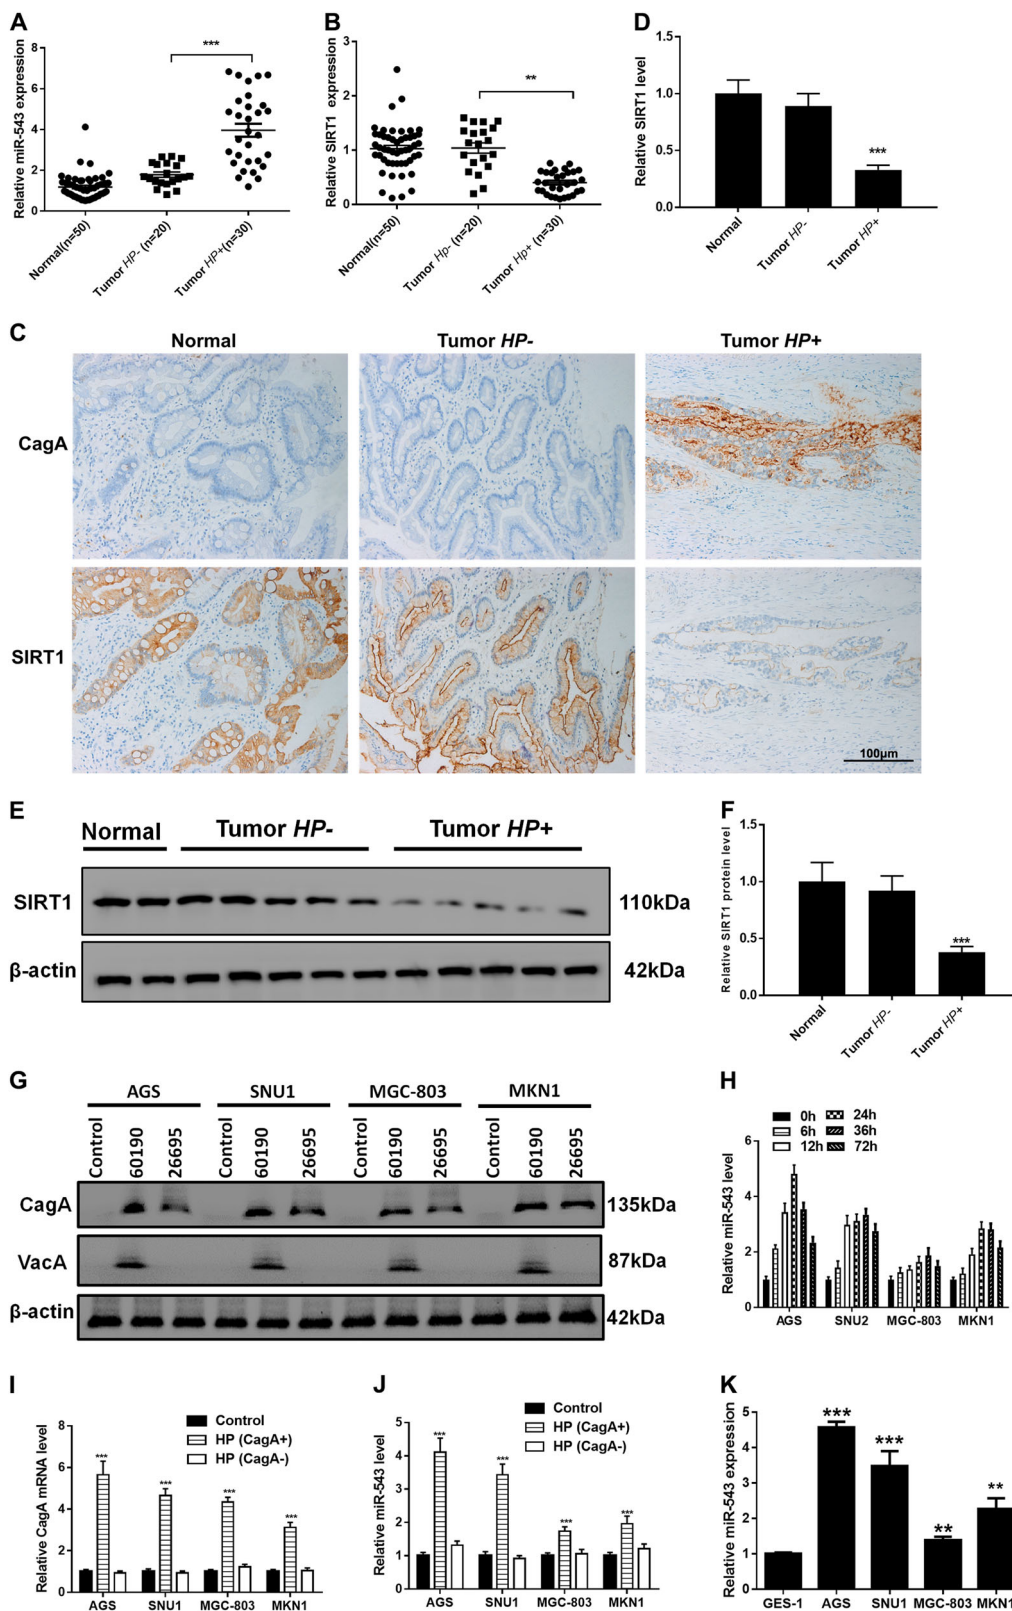 A
B
D
Relative miR-543 expression
8
6
4
2
0
***
Normal(n=50)
Tumor HP- (n=20)
Tumor HP+(n=30)
Relative SIRT1 expression
3
2
1
0
**
Normal(n=50)
Tumor Hp- (n=20)
Tumor Hp+ (n=30)
Relative SIRT1 level
1.5
1.0
0.5
0.0
***
Normal
Tumor HP-
Tumor HP+
C
Normal
Tumor HP-
Tumor HP+
CagA
SIRT1
100μm
E
Normal
Tumor HP-
Tumor HP+
SIRT1
110kDa
β-actin
42kDa
F
Relative SIRT1 protein level
1.5
1.0
0.5
0.0
***
Normal
Tumor HP-
Tumor HP+
G
AGS
SNU1
MGC-803
MKN1
Control
60190
26695
Control
60190
26695
Control
60190
26695
Control
60190
26695
CagA
135kDa
VacA
87kDa
β-actin
42kDa
H
0h
24h
6h
36h
12h
72h
Relative miR-543 level
6
4
2
0
AGS
SNU2
MGC-803
MKN1
I
Control
HP (CagA+)
HP (CagA-)
Relative CagA mRNA level
8
6
4
2
0
***
***
***
***
AGS
SNU1
MGC-803
MKN1
J
Control
HP (CagA+)
HP (CagA-)
Relative miR-543 level
5
4
3
2
1
0
***
***
***
***
AGS
SNU1
MGC-803
MKN1
K
Relative miR-543 expression
5
4
3
2
1
0
***
***
**
**
GES-1
AGS
SNU1
MGC-803
MKN1